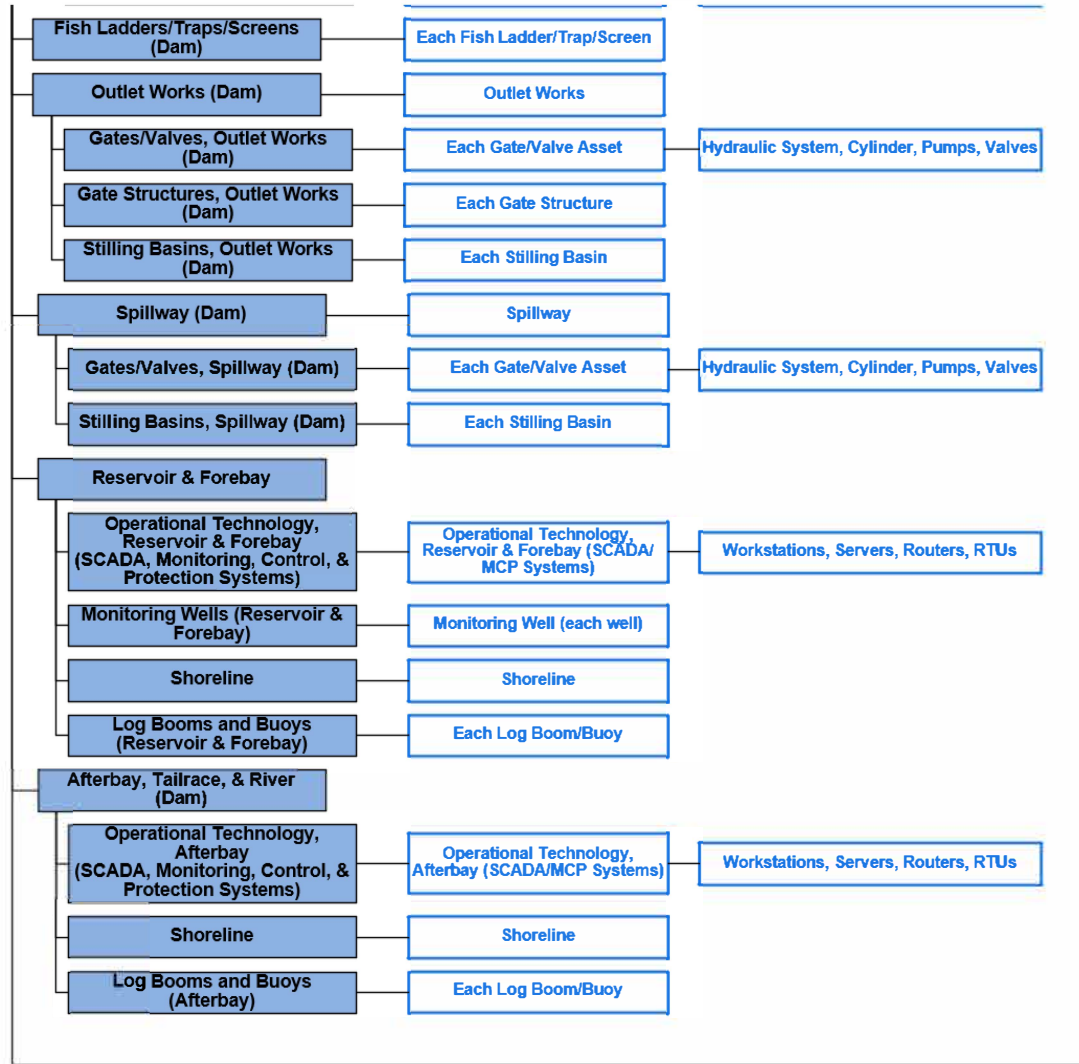 Fish Ladders/Traps/Screens
(Dam)
Each Fish Ladder/Trap/Screen
Outlet Works (Dam)
Outlet Works
Gates/Valves, Outlet Works
(Dam)
Each Gate/Valve Asset
Hydraulic System, Cylinder, Pumps, Valves
Gate Structures, Outlet Works
(Dam)
Each Gate Structure
Stilling Basins, Outlet Works
(Dam)
Each Stilling Basin
Spillway (Dam)
Spillway
Gates/Valves, Spillway (Dam)
Each Gate/Valve Asset
Hydraulic System, Cylinder, Pumps, Valves
Stilling Basins, Spillway (Dam)
Each Stilling Basin
Reservoir & Forebay
Operational Technology,
Reservoir & Forebay
(SCADA, Monitoring, Control, &
Protection Systems)
Operational Technology,
Reservoir & Forebay (SCADA/
MCP Systems)
Workstations, Servers, Routers, RTUs
Monitoring Wells (Reservoir &
Forebay)
Monitoring Well (each well)
Shoreline
Shoreline
Log Booms and Buoys
(Reservoir & Forebay)
Each Log Boom/Buoy
Afterbay, Tailrace, & River
(Dam)
Operational Technology,
Afterbay
(SCADA, Monitoring, Control, &
Protection Systems)
Operational Technology,
Afterbay (SCADA/MCP Systems)
Workstations, Servers, Routers, RTUs
Shoreline
Shoreline
Log Booms and Buoys
(Afterbay)
Each Log Boom/Buoy